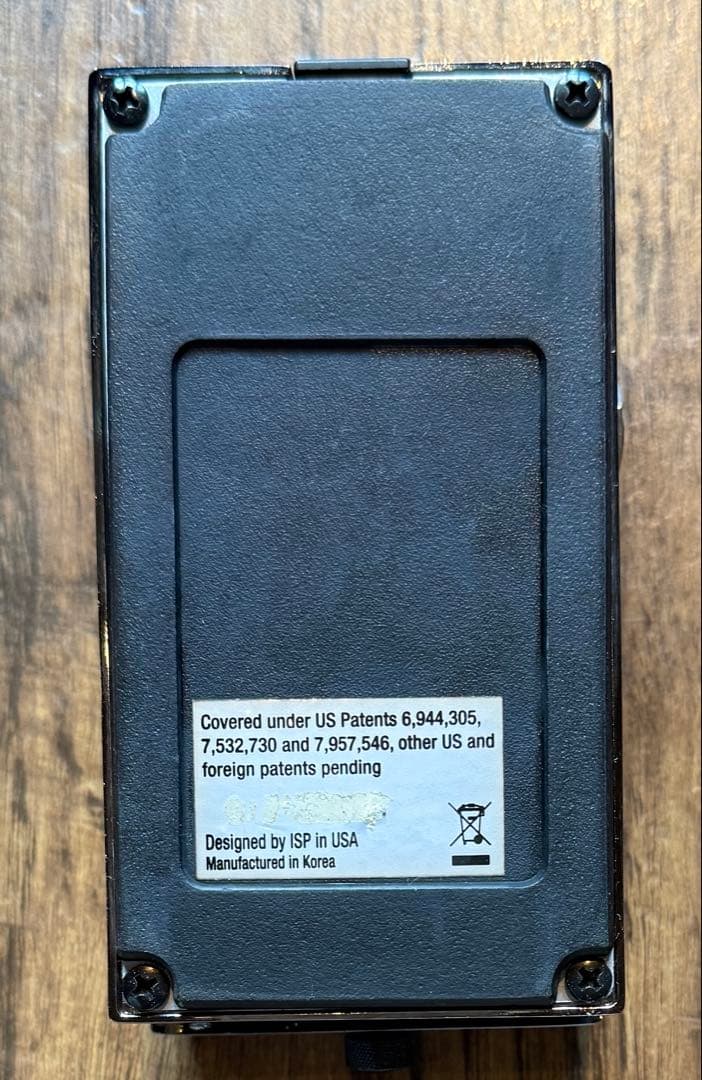 Covered under US Patents 6,944,305,
7,532,730 and 7,957,546, other US and
foreign patents pending
Designed by ISP in USA
Manufactured in Korea